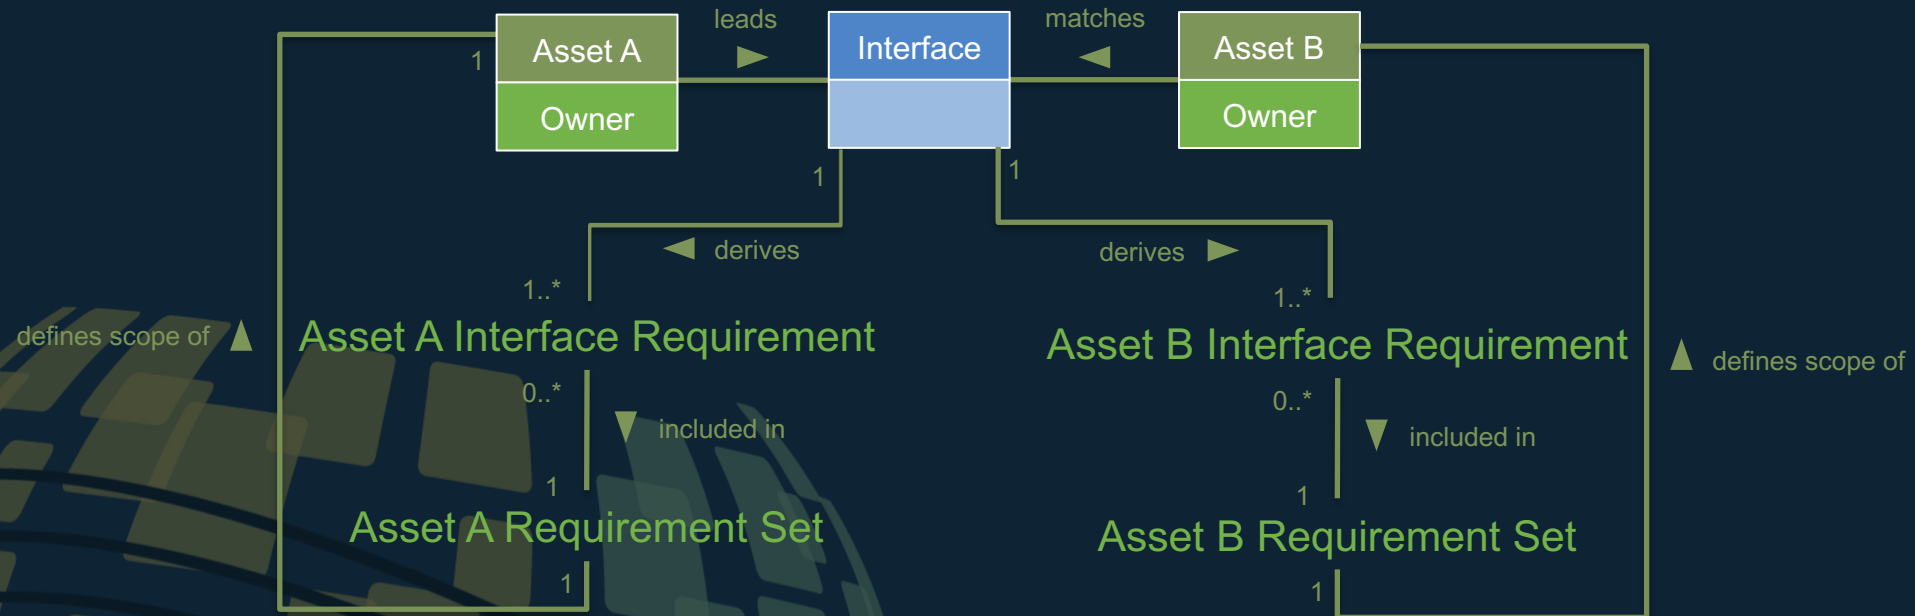 leads
matches
1
Asset A
Interface
Asset B
Owner
Owner
1
1
derives
derives
1..*
1..*
defines scope of
Asset A Interface Requirement
Asset B Interface Requirement
defines scope of
0..*
0..*
included in
included in
1
1
Asset A Requirement Set
Asset B Requirement Set
1
1